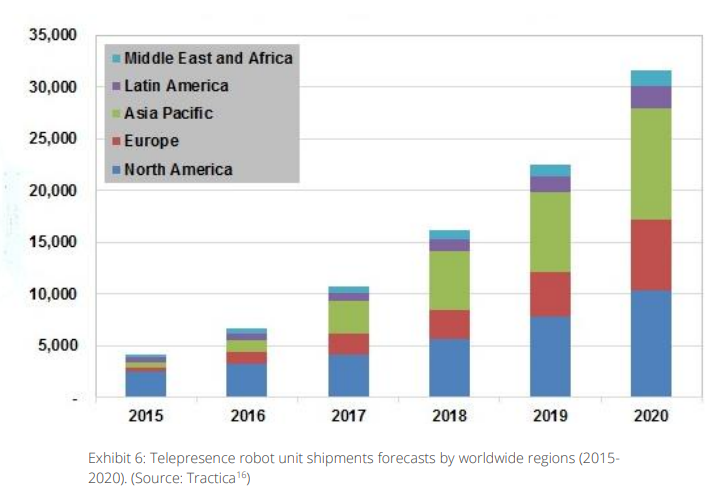 35,000
30,000
25,000
20,000
15,000
10,000
5,000
-
Middle East and Africa
Latin America
Asia Pacific
Europe
North America
2015 2016 2017 2018 2019 2020
Exhibit 6: Telepresence robot unit shipments forecasts by worldwide regions (2015-
2020). (Source: Tractica¹⁶)